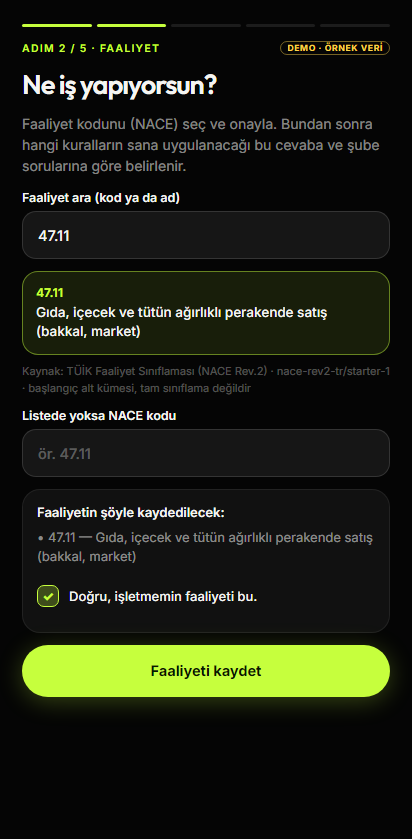 ADIM 2 / 5 · FAALIYET
DEMO · ÖRNEK VERİ
Ne iş yapıyorsun?
Faaliyet kodunu (NACE) seç ve onayla. Bundan sonra
hangi kuralların sana uygulanacağı bu cevaba ve şube
sorularına göre belirlenir.
Faaliyet ara (kod ya da ad)
47.11
47.11
Gıda, içecek ve tütün ağırlıklı perakende satış
(bakkal, market)
Kaynak: TÜİK Faaliyet Sınıflaması (NACE Rev.2) · nace-rev2-tr/starter-1
· başlangıç alt kümesi, tam sınıflama değildir
Listede yoksa NACE kodu
ör. 47.11
Faaliyetin şöyle kaydedilecek:
• 47.11 — Gıda, içecek ve tütün ağırlıklı perakende satış
(bakkal, market)
Doğru, işletmemin faaliyeti bu.
Faaliyeti kaydet